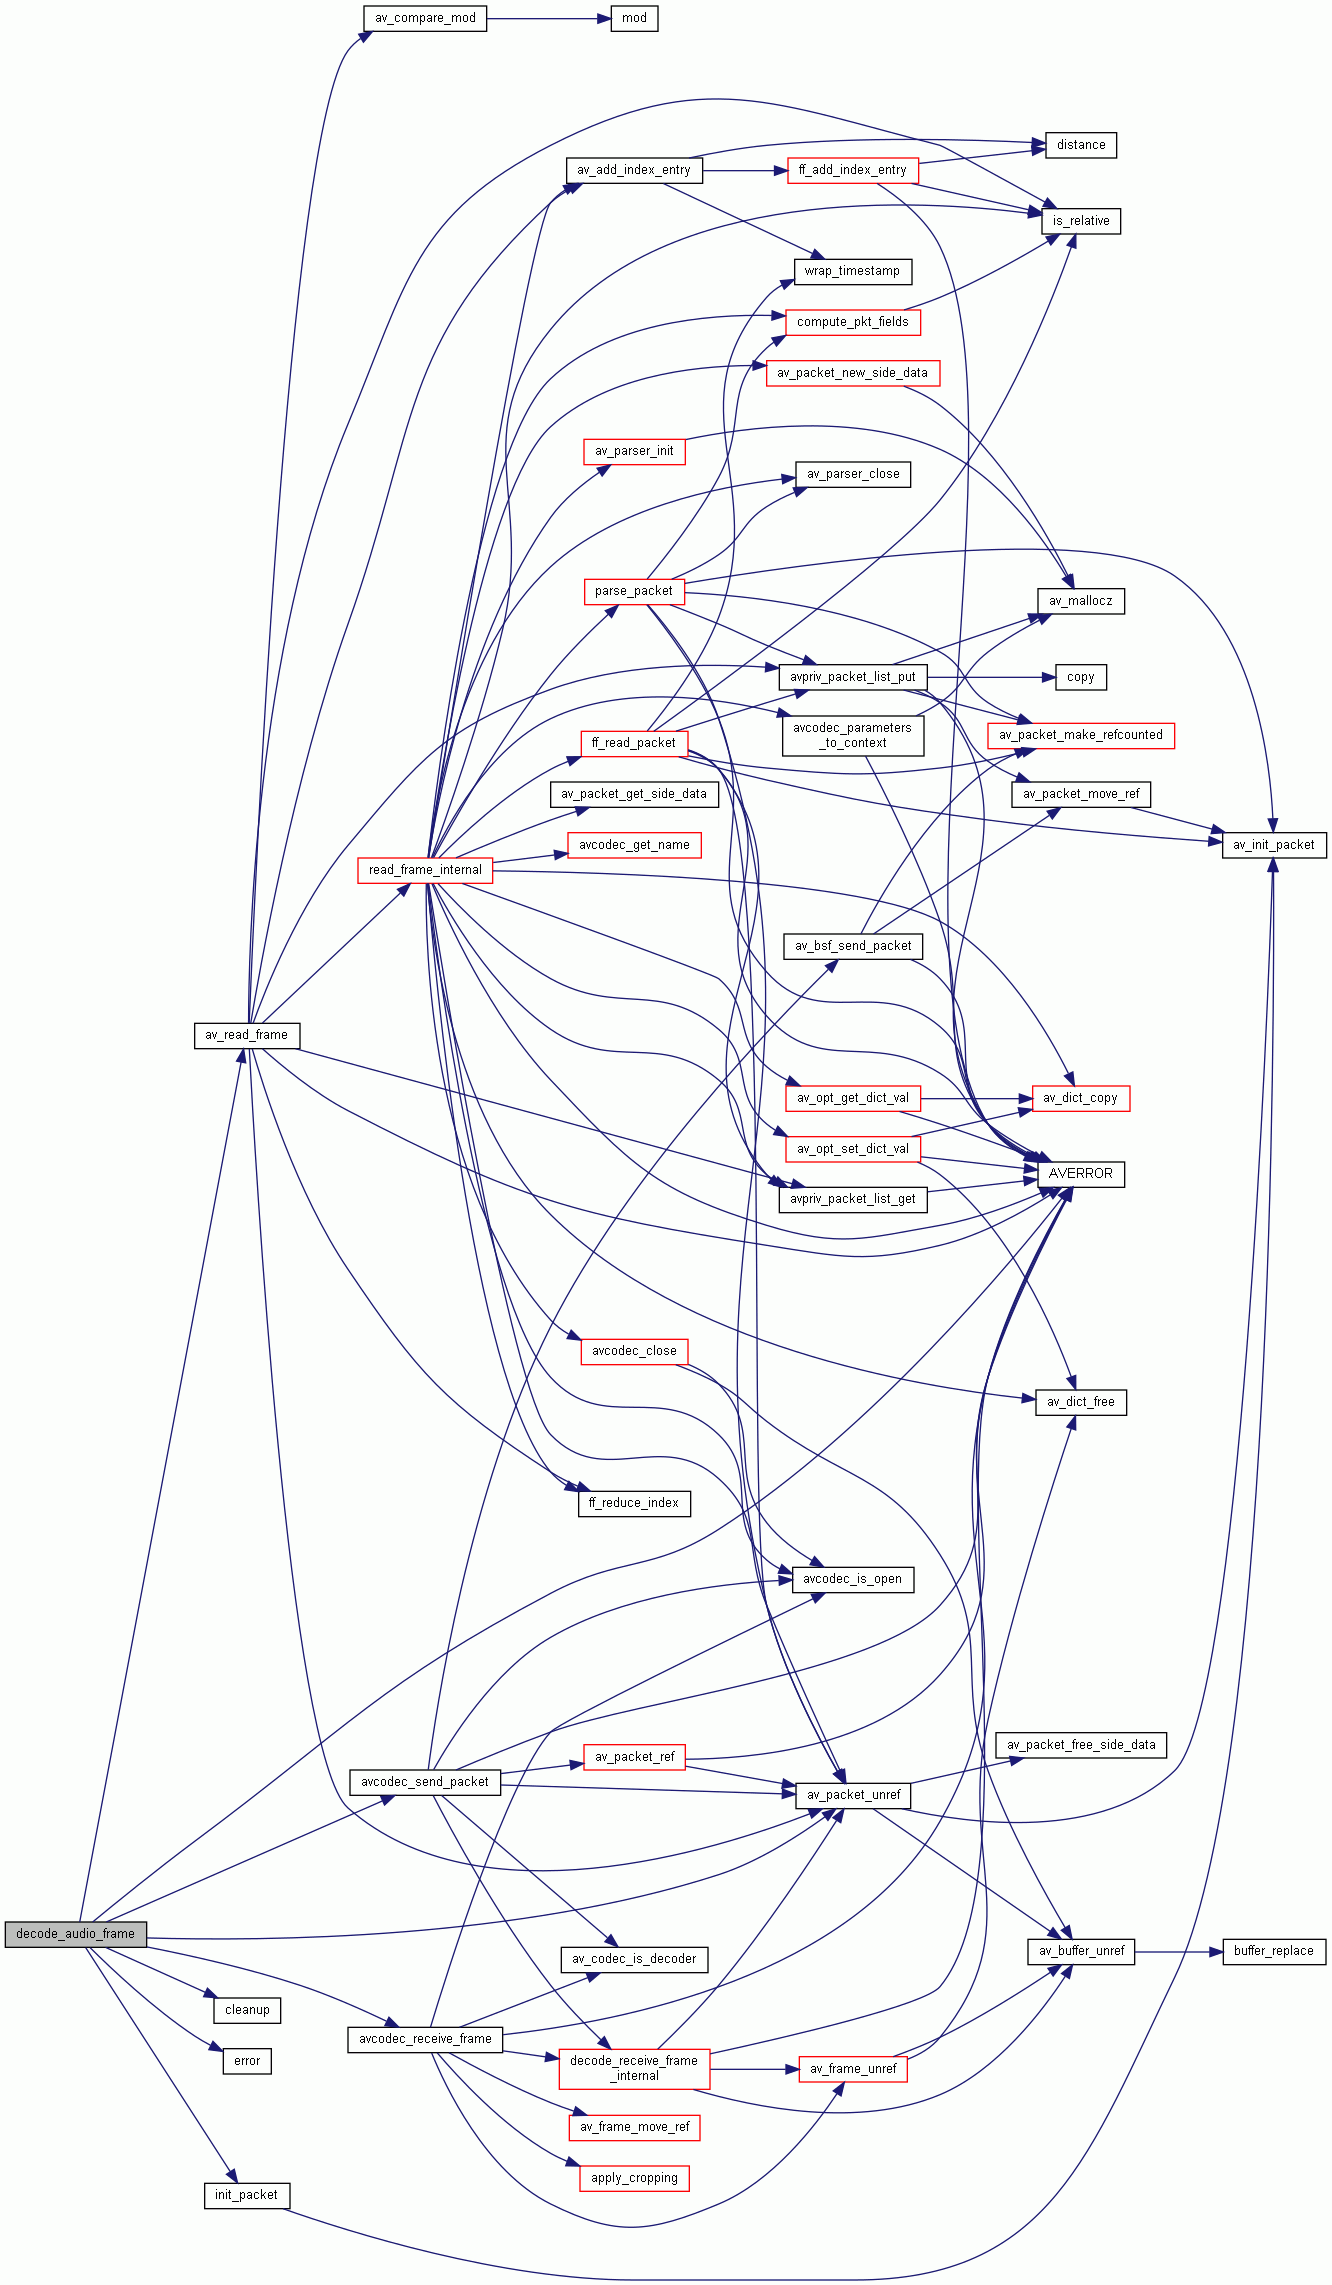 av_compare_mod
mod
distance
av_add_index_entry
ff_add_index_entry
is_relative
wrap_timestamp
compute_pkt_fields
av_packet_new_side_data
av_parser_init
av_parser_close
parse_packet
av_mallocz
avpriv_packet_list_put
copy
avcodec_parameters
_to_context
ff_read_packet
av_packet_make_refcounted
av_packet_get_side_data
av_packet_move_ref
avcodec_get_name
av_init_packet
read_frame_internal
av_bsf_send_packet
av_read_frame
av_opt_get_dict_val
av_dict_copy
av_opt_set_dict_val
AVERROR
avpriv_packet_list_get
avcodec_close
av_dict_free
ff_reduce_index
avcodec_is_open
av_packet_free_side_data
av_packet_ref
avcodec_send_packet
av_packet_unref
decode_audio_frame
av_codec_is_decoder
av_buffer_unref
buffer_replace
cleanup
avcodec_receive_frame
error
decode_receive_frame
_internal
av_frame_unref
av_frame_move_ref
apply_cropping
init_packet